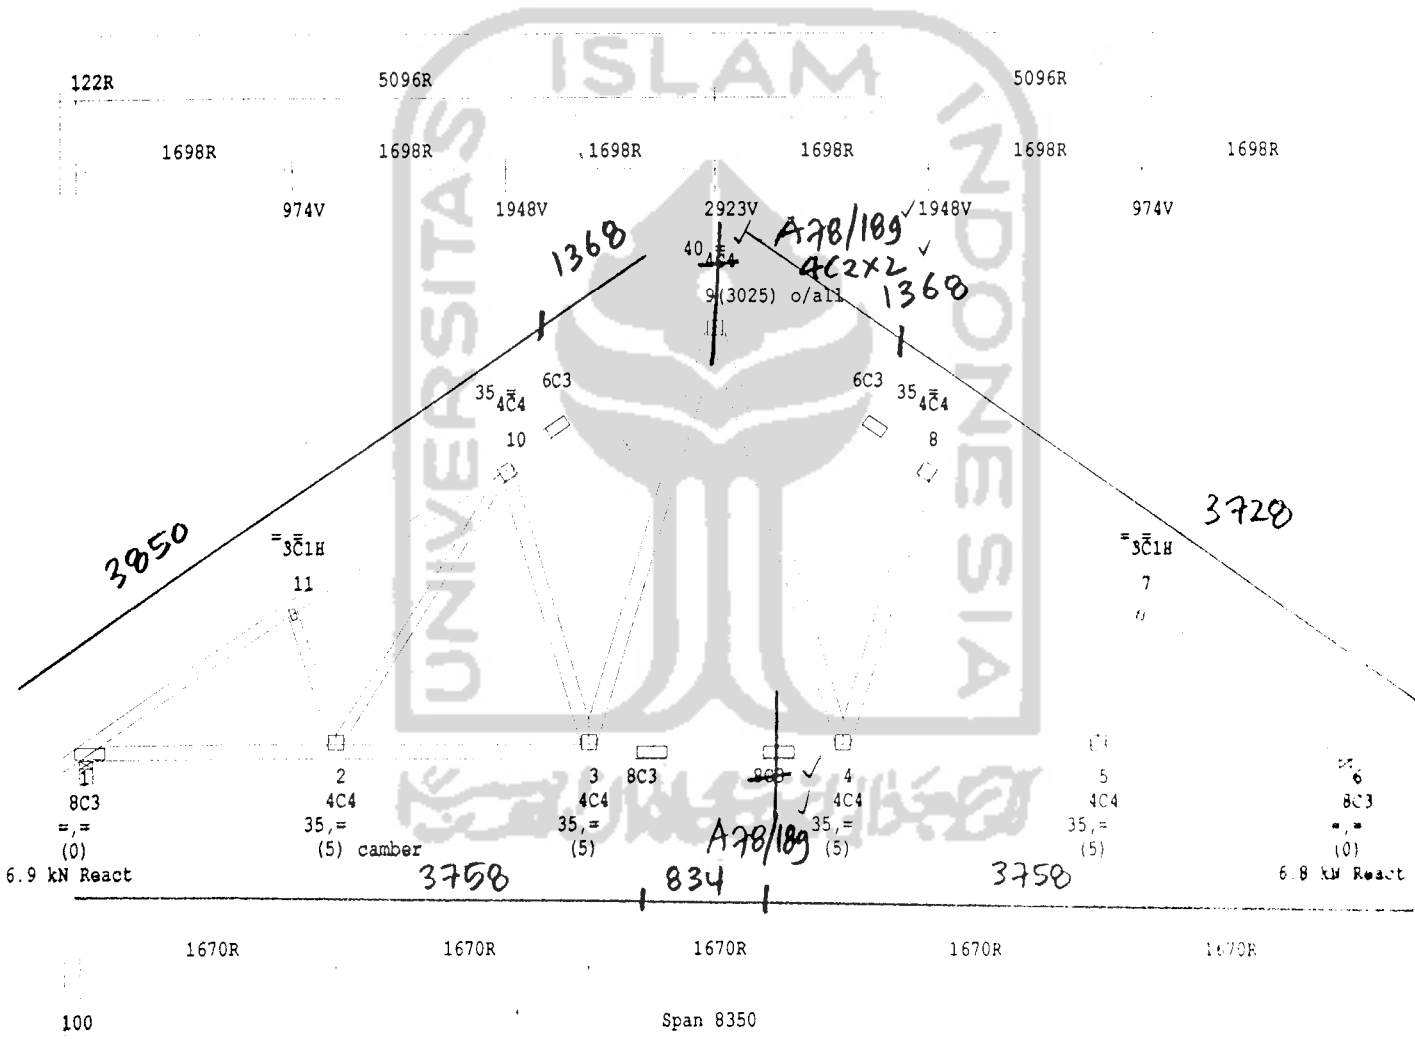 ISLAM
UNIVERSITAS
INDONESIA
122R 5096R 5096R
1698R 1698R 1698R 1698R 1698R 1698R
974V 1948V 2923V ✓ 1948V 974V
1368 A78/189
40 = ✓ 4C2x2 ✓
4C4
9(3025) o/all 1368
6C3 6C3
35 = 4C4 35 = 4C4
10 8
3850 3728
= 3C1H = 3C1H
11 7
1 2 3 8C3 8C3 ✓ 4 5 6
8C3 4C4 4C4 4C4 4C4 8C3
=,= 35,= 35,= A78/189 ✓ 35,= 35,= =,=
(0) (5) camber (5) (5) (5) (0)
6.9 kN React 3758 834 3758 6.8 kN React
1670R 1670R 1670R 1670R 1670R
100 Span 8350